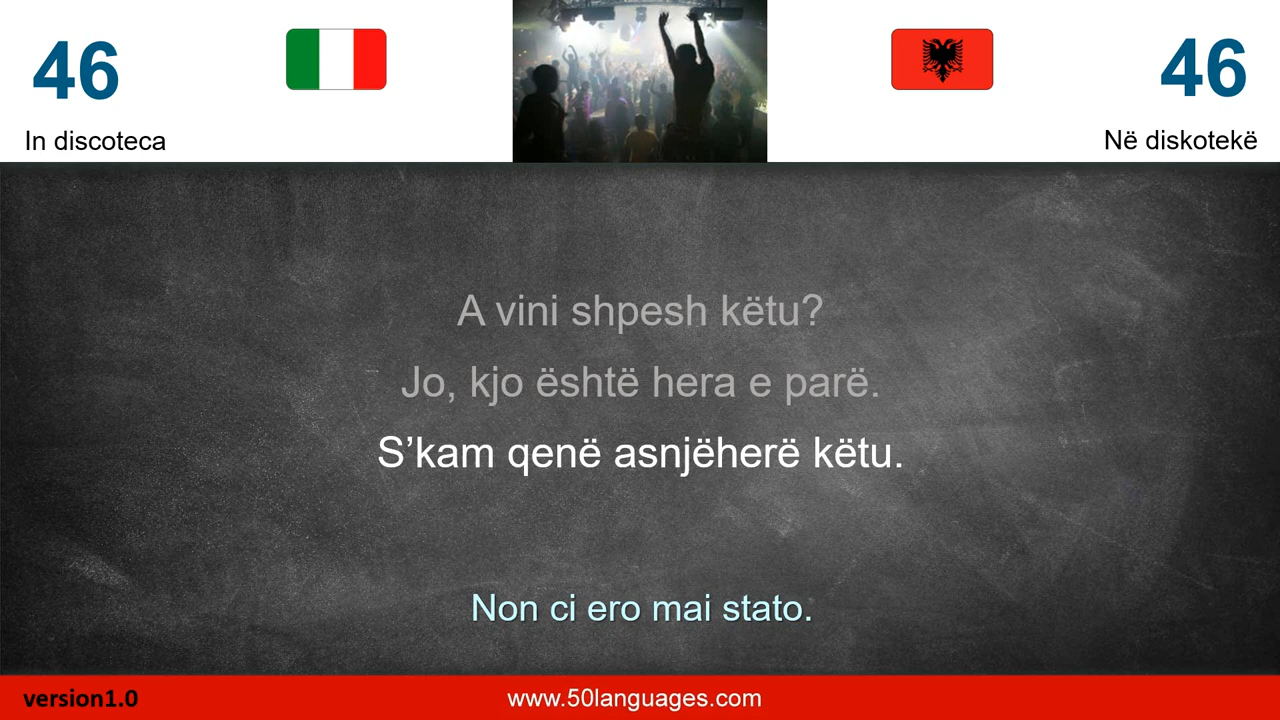 46
46
In discoteca
Në diskotekë
A vini shpesh këtu?
Jo, kjo është hera e parë.
S’kam qenë asnjëherë këtu.
Non ci ero mai stato.
version1.0
www.50languages.com